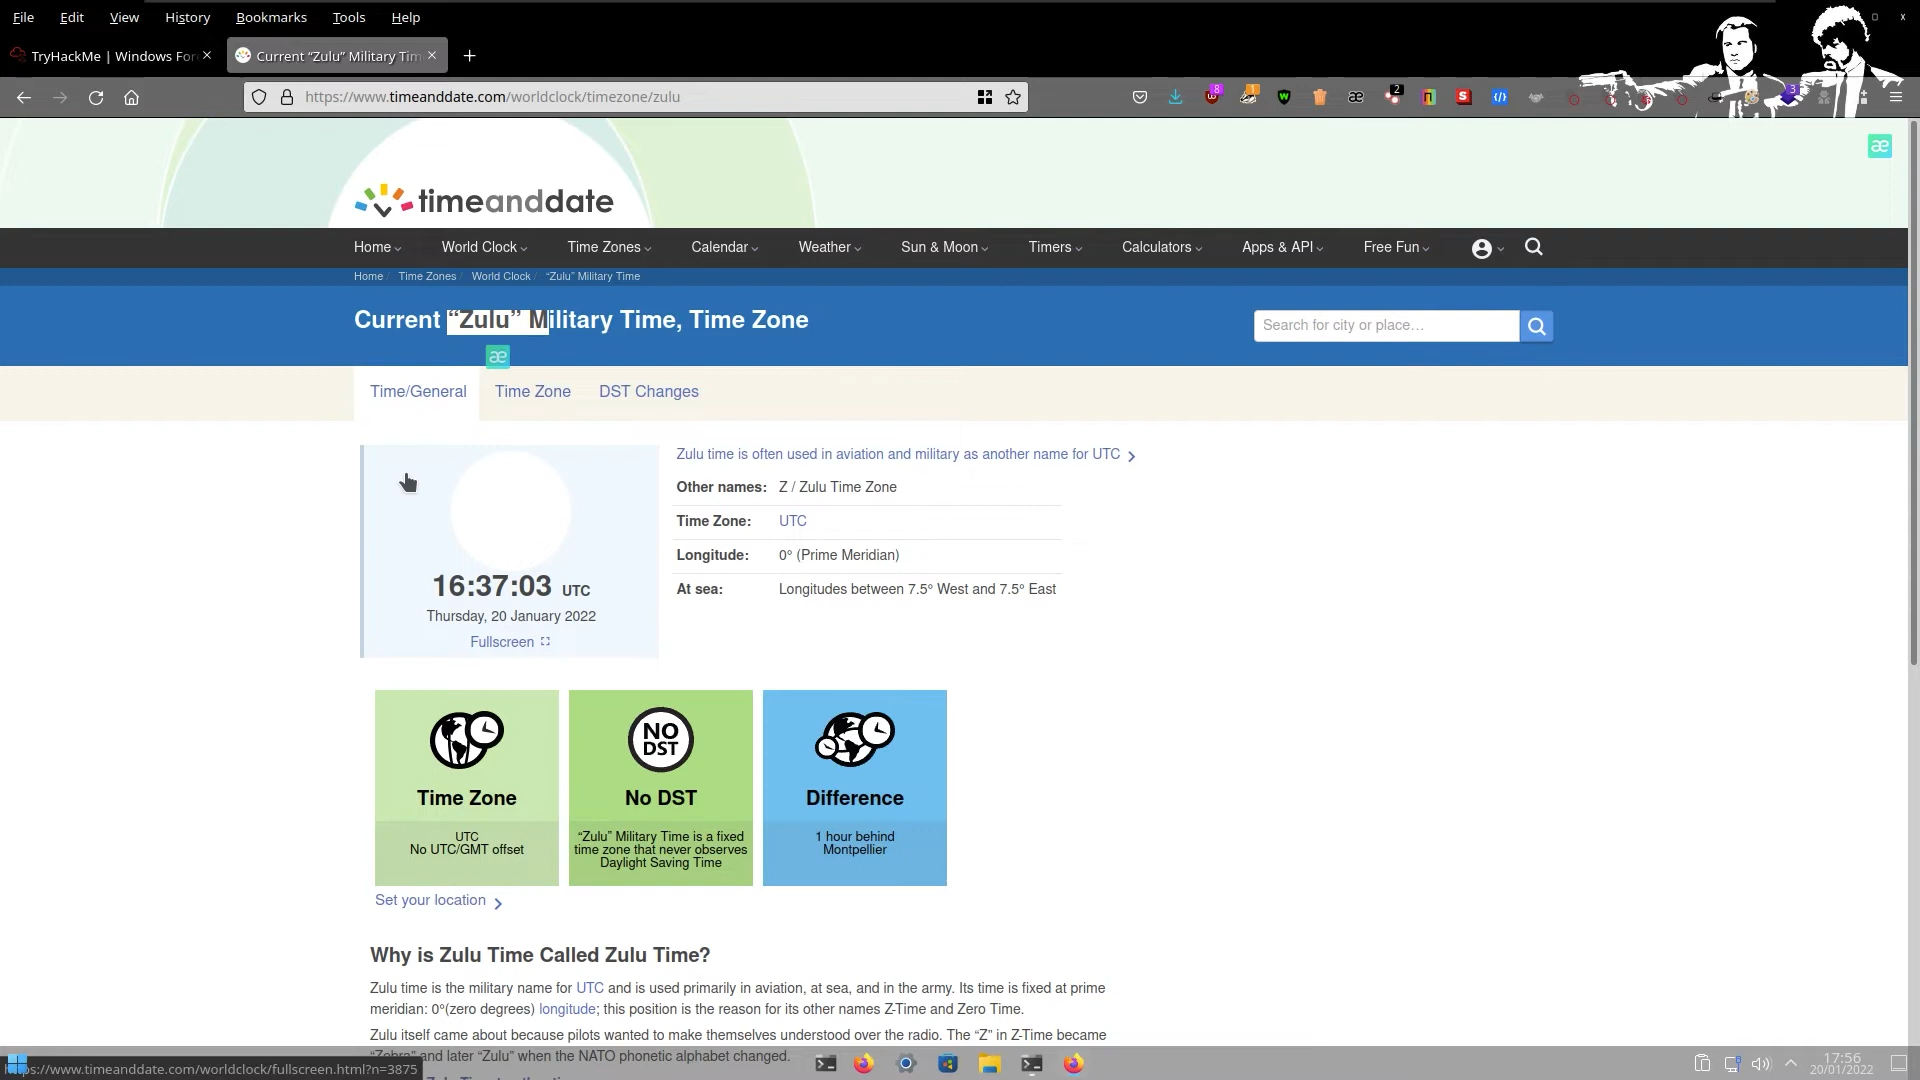 File Edit View History Bookmarks Tools Help
TryHackMe | Windows For
Current “Zulu” Military Tim
https://www.timeanddate.com/worldclock/timezone/zulu
8 1 W æ 2 S 3
æ
timeanddate
Home World Clock Time Zones Calendar Weather Sun & Moon Timers Calculators Apps & API Free Fun
Home / Time Zones / World Clock / “Zulu” Military Time
Current “Zulu” Military Time, Time Zone
Search for city or place…
æ
Time/General Time Zone DST Changes
Zulu time is often used in aviation and military as another name for UTC
Other names: Z / Zulu Time Zone
Time Zone: UTC
Longitude: 0° (Prime Meridian)
At sea: Longitudes between 7.5° West and 7.5° East
16:37:03 UTC
Thursday, 20 January 2022
Fullscreen
Time Zone
UTC
No UTC/GMT offset
NO
DST
No DST
“Zulu” Military Time is a fixed
time zone that never observes
Daylight Saving Time
Difference
1 hour behind
Montpellier
Set your location
Why is Zulu Time Called Zulu Time?
Zulu time is the military name for UTC and is used primarily in aviation, at sea, and in the army. Its time is fixed at prime
meridian: 0°(zero degrees) longitude; this position is the reason for its other names Z-Time and Zero Time.
Zulu itself came about because pilots wanted to make themselves understood over the radio. The “Z” in Z-Time became
“Zebra” and later “Zulu” when the NATO phonetic alphabet changed.
https://www.timeanddate.com/worldclock/fullscreen.html?n=3875
17:56
20/01/2022